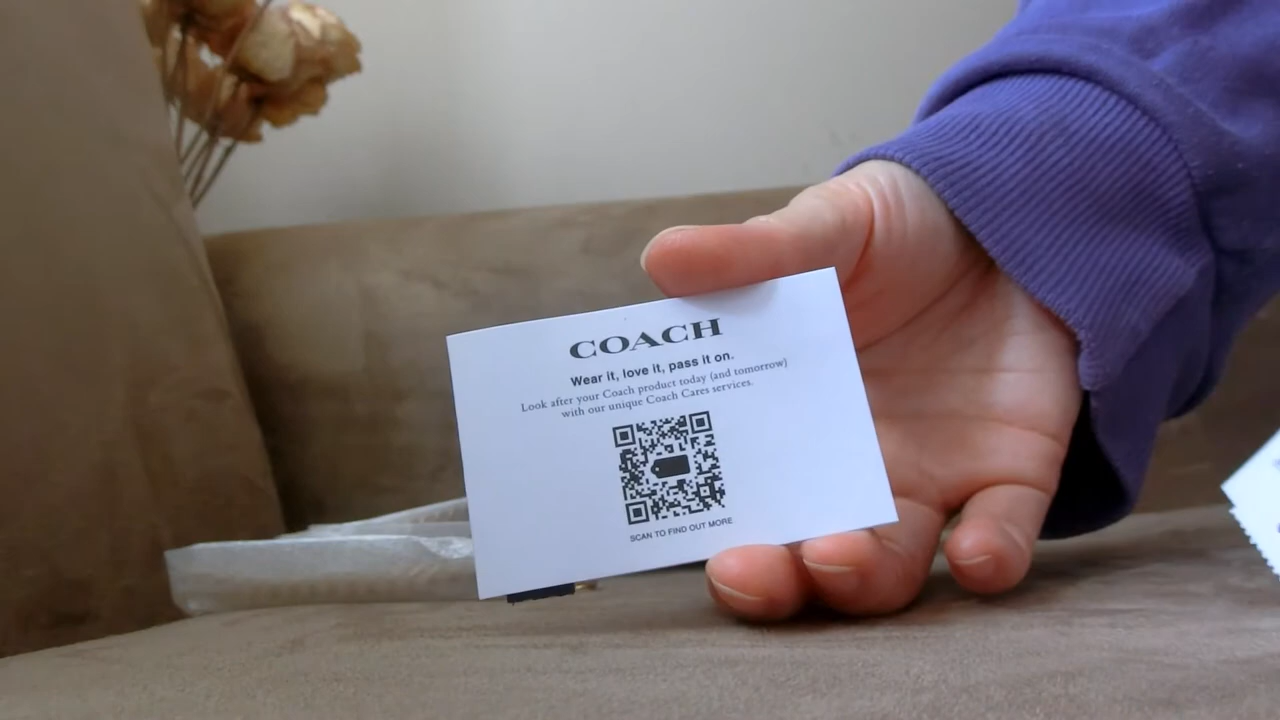 COACH
Wear it, love it, pass it on.
Look after your Coach product today (and tomorrow)
with our unique Coach Cares services.
SCAN TO FIND OUT MORE